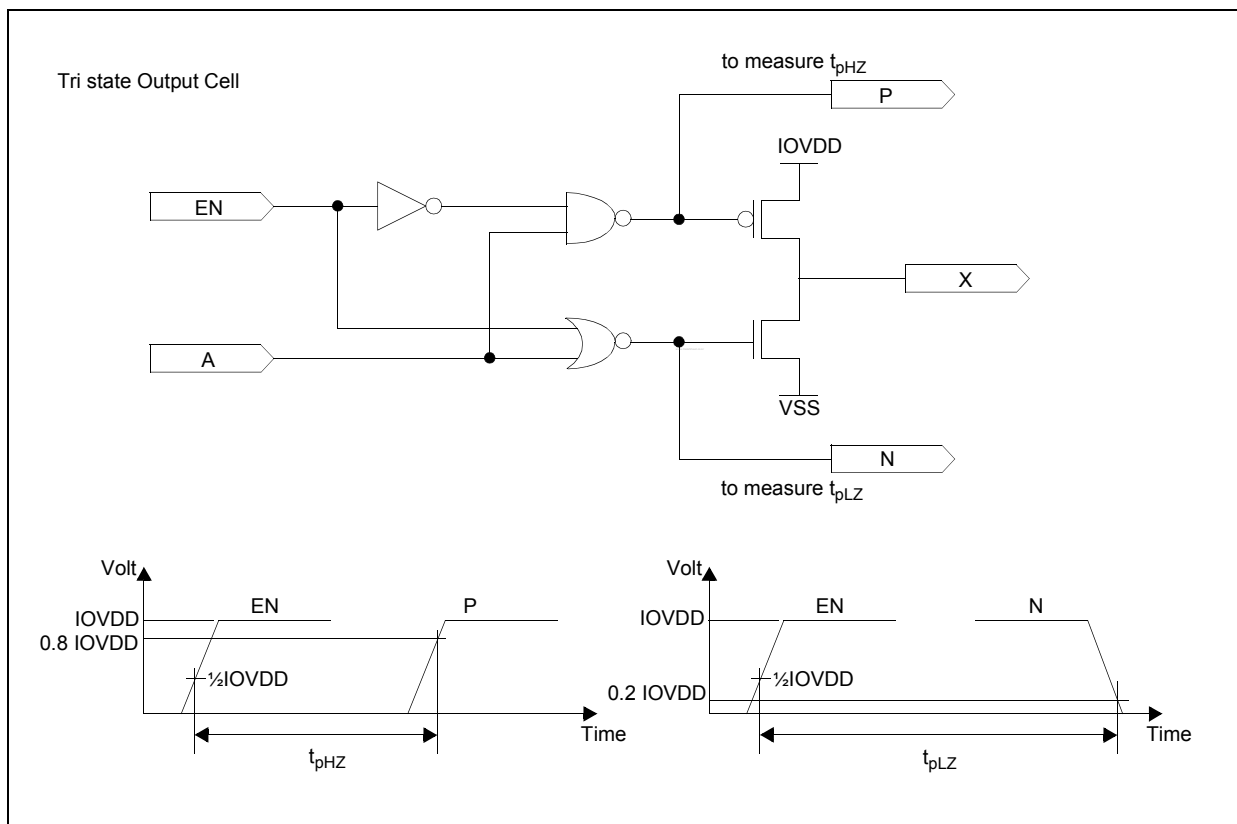 Tri state Output Cell
to measure tpHZ
P
IOVDD
EN
X
A
VSS
N
to measure tpLZ
Volt
IOVDD
EN
P
0.8 IOVDD
½IOVDD
Time
tpHZ
Volt
IOVDD
EN
N
½IOVDD
0.2 IOVDD
Time
tpLZ